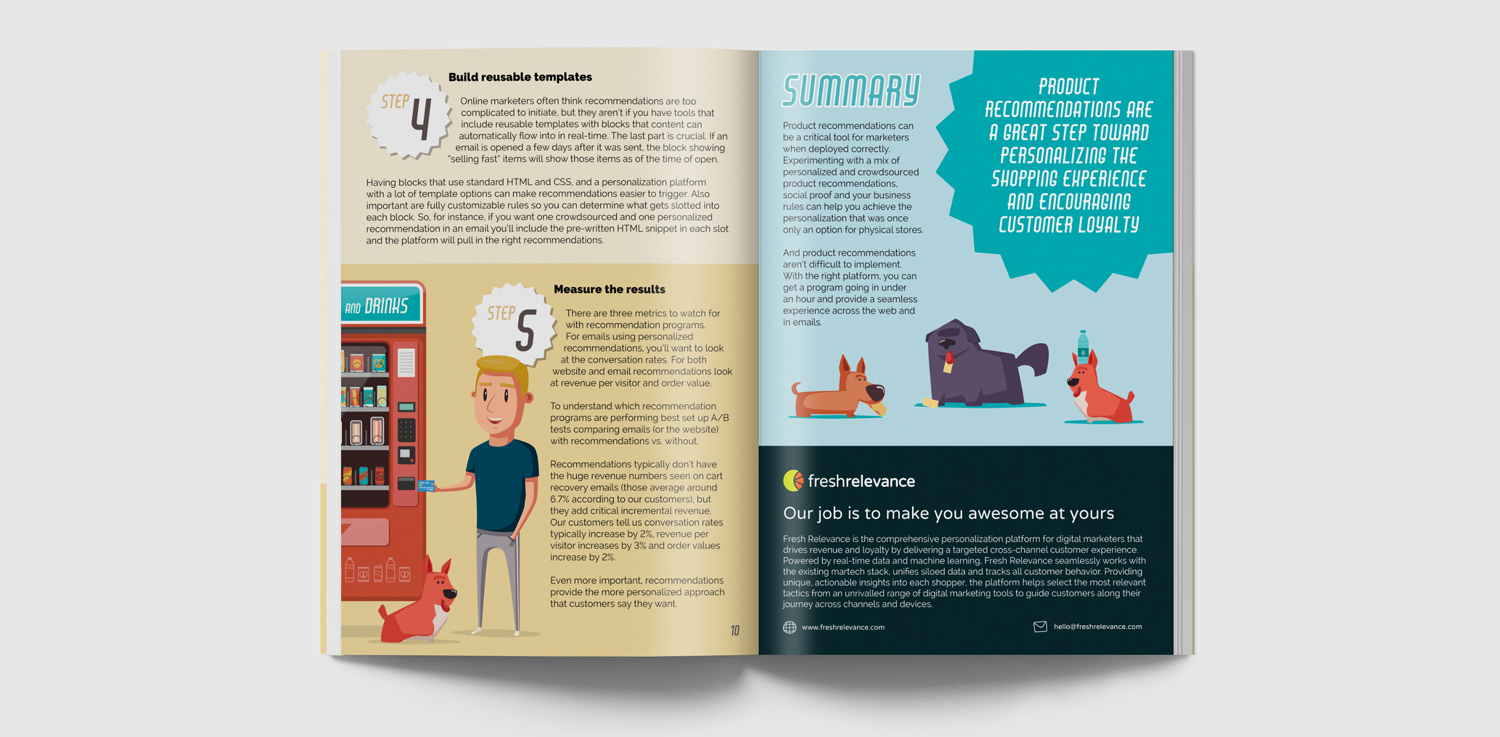 STEP 4
Build reusable templates
Online marketers often think recommendations are too
complicated to initiate, but they aren't if you have tools that
include reusable templates with blocks that content can
automatically flow into in real-time. The last part is crucial. If an
email is opened a few days after it was sent, the block showing
"selling fast" items will show those items as of the time of open.
Having blocks that use standard HTML and CSS, and a personalization platform
with a lot of template options can make recommendations easier to trigger. Also
important are fully customizable rules so you can determine what gets slotted into
each block. So, for instance, if you want one crowdsourced and one personalized
recommendation in an email you'll include the pre-written HTML snippet in each slot
and the platform will pull in the right recommendations.
AND DRINKS
STEP 5
Measure the results
There are three metrics to watch for
with recommendation programs.
For emails using personalized
recommendations, you'll want to look
at the conversation rates. For both
website and email recommendations look
at revenue per visitor and order value.
To understand which recommendation
programs are performing best set up A/B
tests comparing emails (or the website)
with recommendations vs. without.
Recommendations typically don't have
the huge revenue numbers seen on cart
recovery emails (those average around
6.7% according to our customers), but
they add critical incremental revenue.
Our customers tell us conversation rates
typically increase by 2%, revenue per
visitor increases by 3% and order values
increase by 2%.
Even more important, recommendations
provide the more personalized approach
that customers say they want.
10
SUMMARY
Product recommendations can
be a critical tool for marketers
when deployed correctly.
Experimenting with a mix of
personalized and crowdsourced
product recommendations,
social proof and your business
rules can help you achieve the
personalization that was once
only an option for physical stores.
And product recommendations
aren't difficult to implement.
With the right platform, you can
get a program going in under
an hour and provide a seamless
experience across the web and
in emails.
PRODUCT
RECOMMENDATIONS ARE
A GREAT STEP TOWARD
PERSONALIZING THE
SHOPPING EXPERIENCE
AND ENCOURAGING
CUSTOMER LOYALTY
freshrelevance
Our job is to make you awesome at yours
Fresh Relevance is the comprehensive personalization platform for digital marketers that
drives revenue and loyalty by delivering a targeted cross-channel customer experience.
Powered by real-time data and machine learning, Fresh Relevance seamlessly works with
the existing martech stack, unifies siloed data and tracks all customer behavior. Providing
unique, actionable insights into each shopper, the platform helps select the most relevant
tactics from an unrivalled range of digital marketing tools to guide customers along their
journey across channels and devices.
www.freshrelevance.com
hello@freshrelevance.com